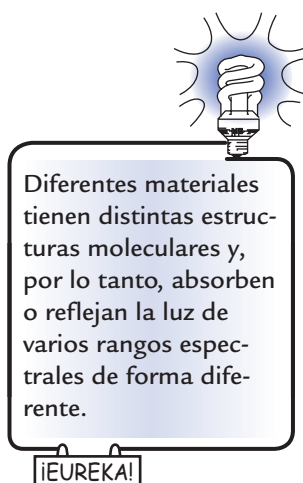 Diferentes materiales
tienen distintas estruc-
turas moleculares y,
por lo tanto, absorben
o reflejan la luz de
varios rangos espec-
trales de forma dife-
rente.
¡EUREKA!